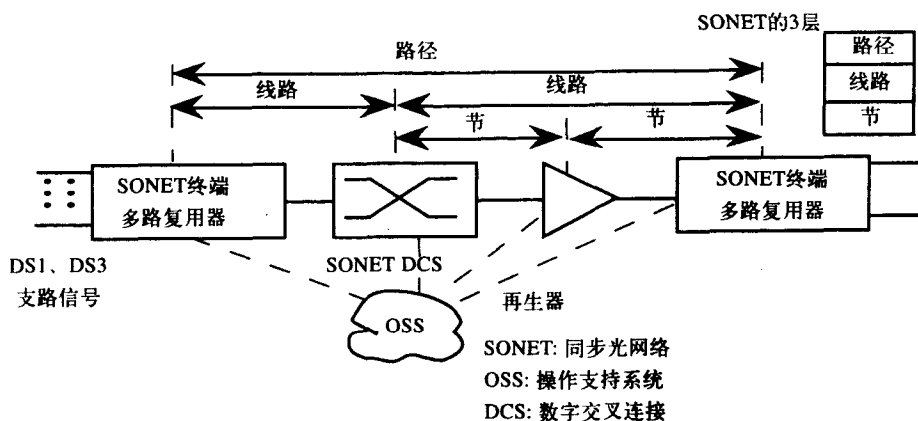 SONET的3层
路径
路径
线路
线路
线路
节
节
节
SONET终端
多路复用器
SONET终端
多路复用器
DS1、DS3
支路信号
SONET DCS
再生器
OSS
SONET: 同步光网络
OSS: 操作支持系统
DCS: 数字交叉连接